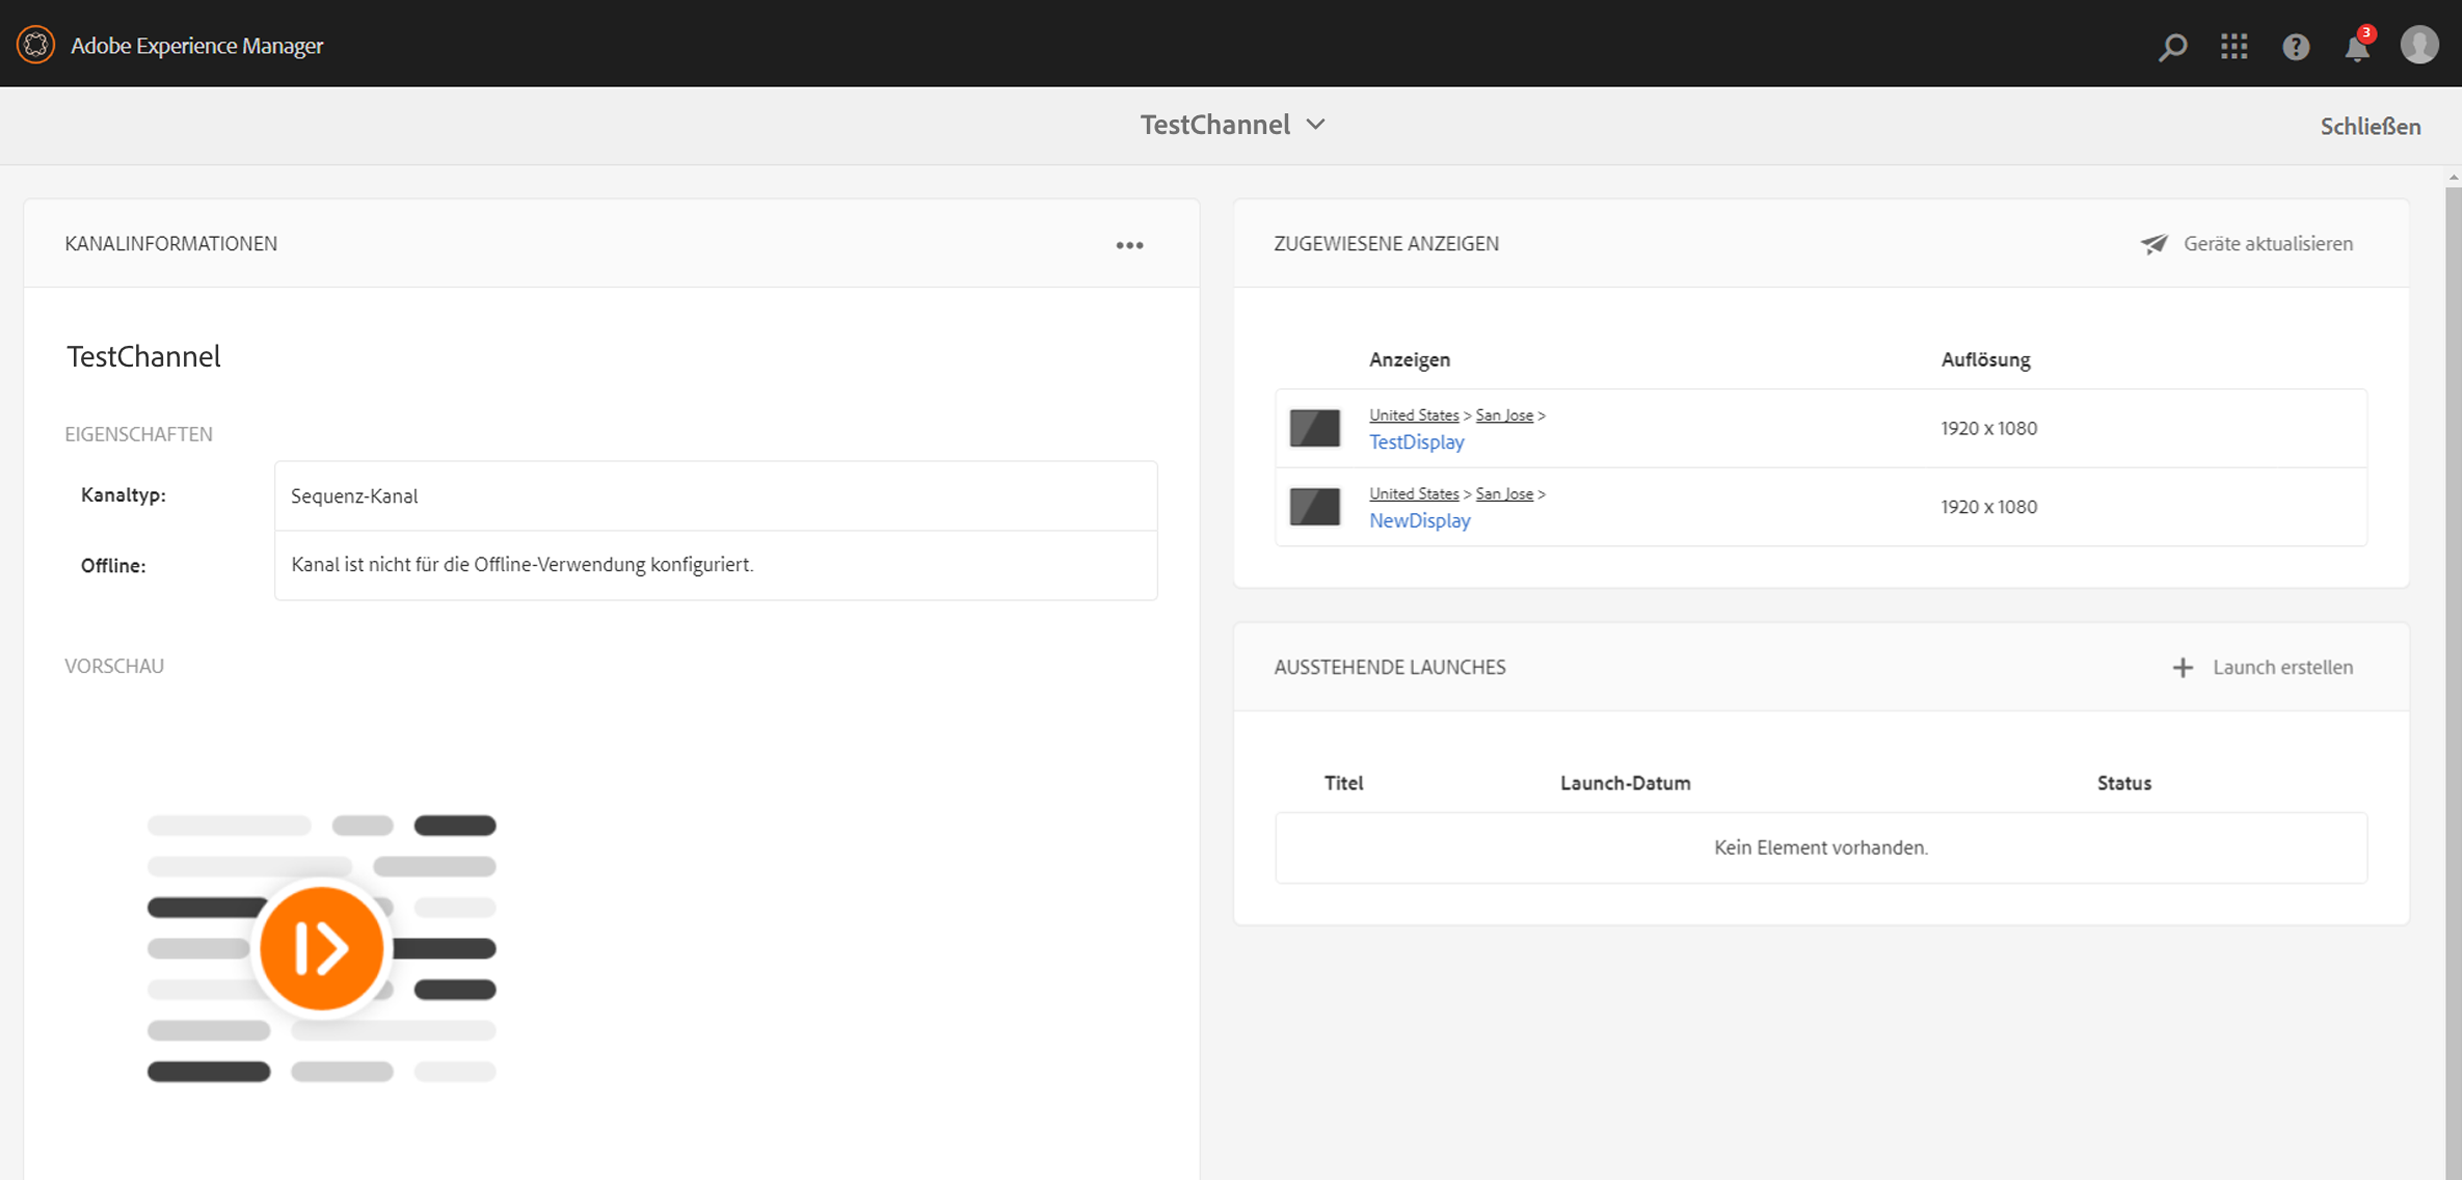 Adobe Experience Manager
3
TestChannel
Schließen
KANALINFORMATIONEN
TestChannel
EIGENSCHAFTEN
Kanaltyp: Sequenz-Kanal
Offline: Kanal ist nicht für die Offline-Verwendung konfiguriert.
VORSCHAU
ZUGEWIESENE ANZEIGEN Geräte aktualisieren
Anzeigen Auflösung
United States > San Jose >
TestDisplay
1920 x 1080
United States > San Jose >
NewDisplay
1920 x 1080
AUSSTEHENDE LAUNCHES + Launch erstellen
Titel Launch-Datum Status
Kein Element vorhanden.